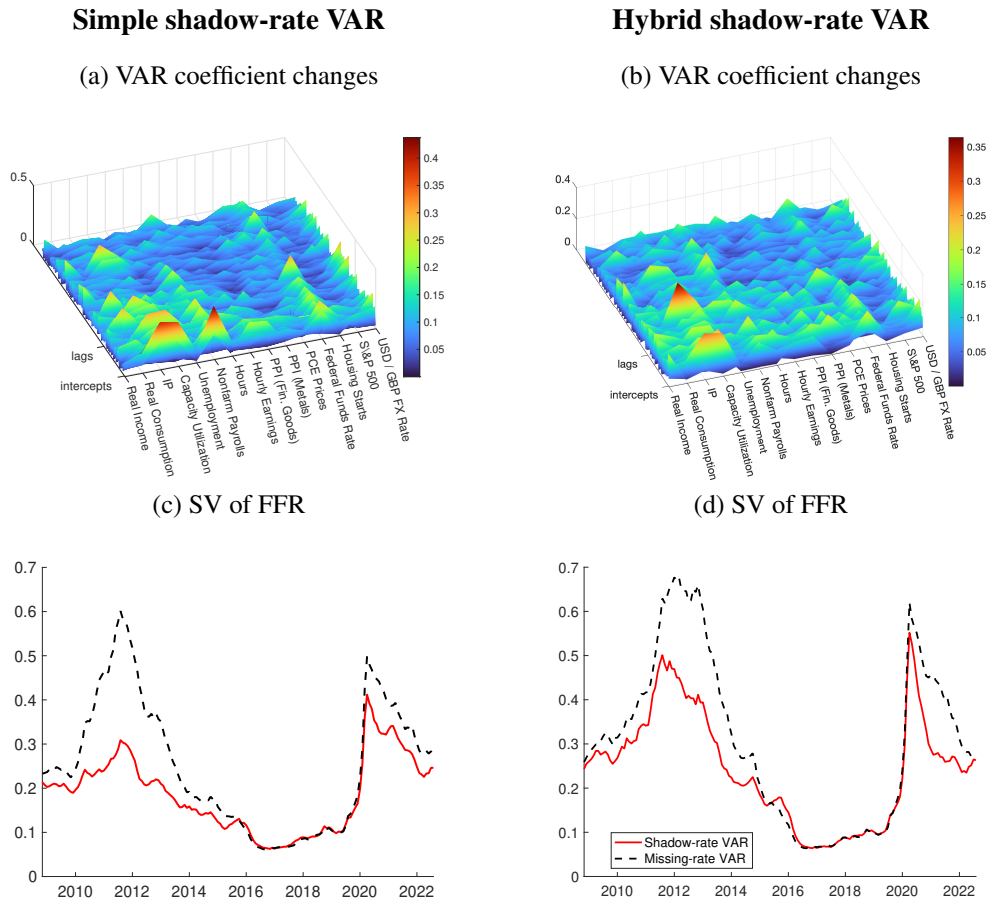 Simple shadow-rate VAR
Hybrid shadow-rate VAR
(a) VAR coefficient changes
(b) VAR coefficient changes
0.5
0
lags
intercepts
Real Income
Real Consumption
IP
Capacity Utilization
Unemployment
Nonfarm Payrolls
Hours
Hourly Earnings
PPI (Fin. Goods)
PPI (Metals)
PCE Prices
Federal Funds Rate
Housing Starts
S\&P 500
USD / GBP FX Rate
0.4
0.35
0.3
0.25
0.2
0.15
0.1
0.05
0.4
0.2
0
lags
intercepts
Real Income
Real Consumption
IP
Capacity Utilization
Unemployment
Nonfarm Payrolls
Hours
Hourly Earnings
PPI (Fin. Goods)
PPI (Metals)
PCE Prices
Federal Funds Rate
Housing Starts
S\&P 500
USD / GBP FX Rate
0.35
0.3
0.25
0.2
0.15
0.1
0.05
(c) SV of FFR
(d) SV of FFR
0.7
0.6
0.5
0.4
0.3
0.2
0.1
0
2010 2012 2014 2016 2018 2020 2022
0.7
0.6
0.5
0.4
0.3
0.2
0.1
0
Shadow-rate VAR
Missing-rate VAR
2010 2012 2014 2016 2018 2020 2022